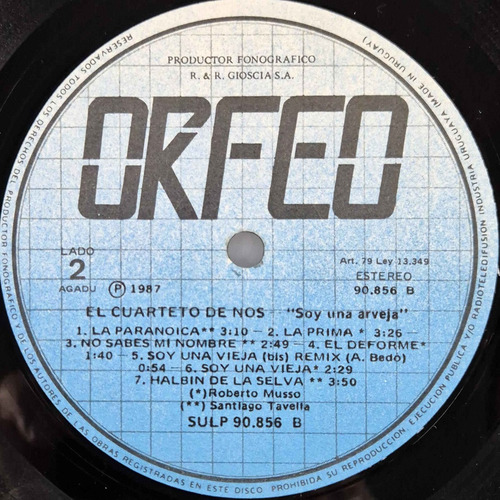 RESERVADOS TODOS LOS DERECHOS DEL PRODUCTOR FONOGRAFICO Y DE LOS AUTORES DE LAS OBRAS REGISTRADAS EN ESTE DISCO. PROHIBIDA SU REPRODUCCION, EJECUCION PUBLICA Y/O RADIOTELEDIFUSION INDUSTRIA URUGUAYA (MADE IN URUGUAY)
PRODUCTOR FONOGRAFICO
R. & R. GIOSCIA S.A.
ORFEO
LADO
2
AGADU
Ⓟ 1987
Art. 79 Ley 13.349
ESTEREO
90.856 B
EL CUARTETO DE NOS -- "Soy una arveja"
1. LA PARANOICA** 3:10 — 2. LA PRIMA * 3:26 —
3. NO SABES MI NOMBRE ** 2:49 — 4. EL DEFORME*
1:40 — 5. SOY UNA VIEJA (bis) REMIX (A. Bedó)
0:54 — 6. SOY UNA VIEJA* 2:29
7. HALBIN DE LA SELVA ** 3:50
(*) Roberto Musso
(**) Santiago Tavella
SULP 90.856 B